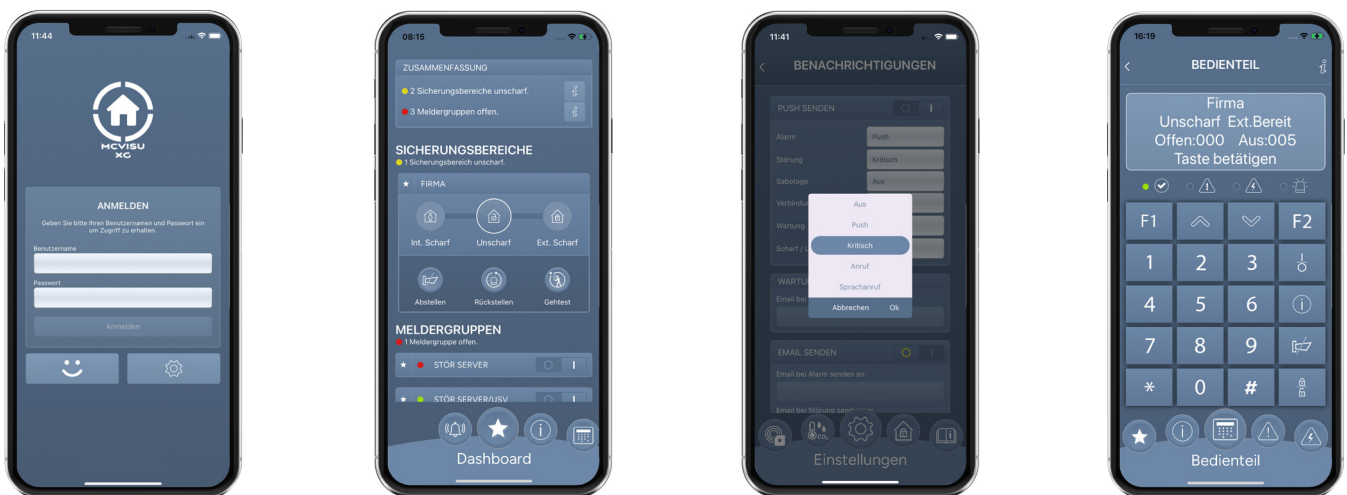 11:44
MCVISU
XG
ANMELDEN
Geben Sie bitte Ihren Benutzernamen und Passwort ein
um Zugriff zu erhalten.
Benutzername
Passwort
Anmelden
08:15
ZUSAMMENFASSUNG
2 Sicherungsbereiche unscharf.
3 Meldergruppen offen.
SICHERUNGSBEREICHE
1 Sicherungsbereich unscharf.
FIRMA
Int. Scharf Unscharf Ext. Scharf
Abstellen Rückstellen Gehtest
MELDERGRUPPEN
1 Meldergruppe offen.
STÖR SERVER
STÖR SERVER/USV
Dashboard
11:41
BENACHRICHTIGUNGEN
PUSH SENDEN
Alarm Push
Störung Kritisch
Sabotage Aus
Wartung
Scharf /
Aus
Push
Kritisch
Anruf
Sprachanruf
Abbrechen Ok
Email bei
EMAIL SENDEN
Email bei Alarm senden an:
CO₂
Einstellungen
16:19
BEDIENTEIL
Firma
Unscharf Ext.Bereit
Offen:000 Aus:005
Taste betätigen
F1 F2
1 2 3
4 5 6
7 8 9
* 0 #
Bedienteil